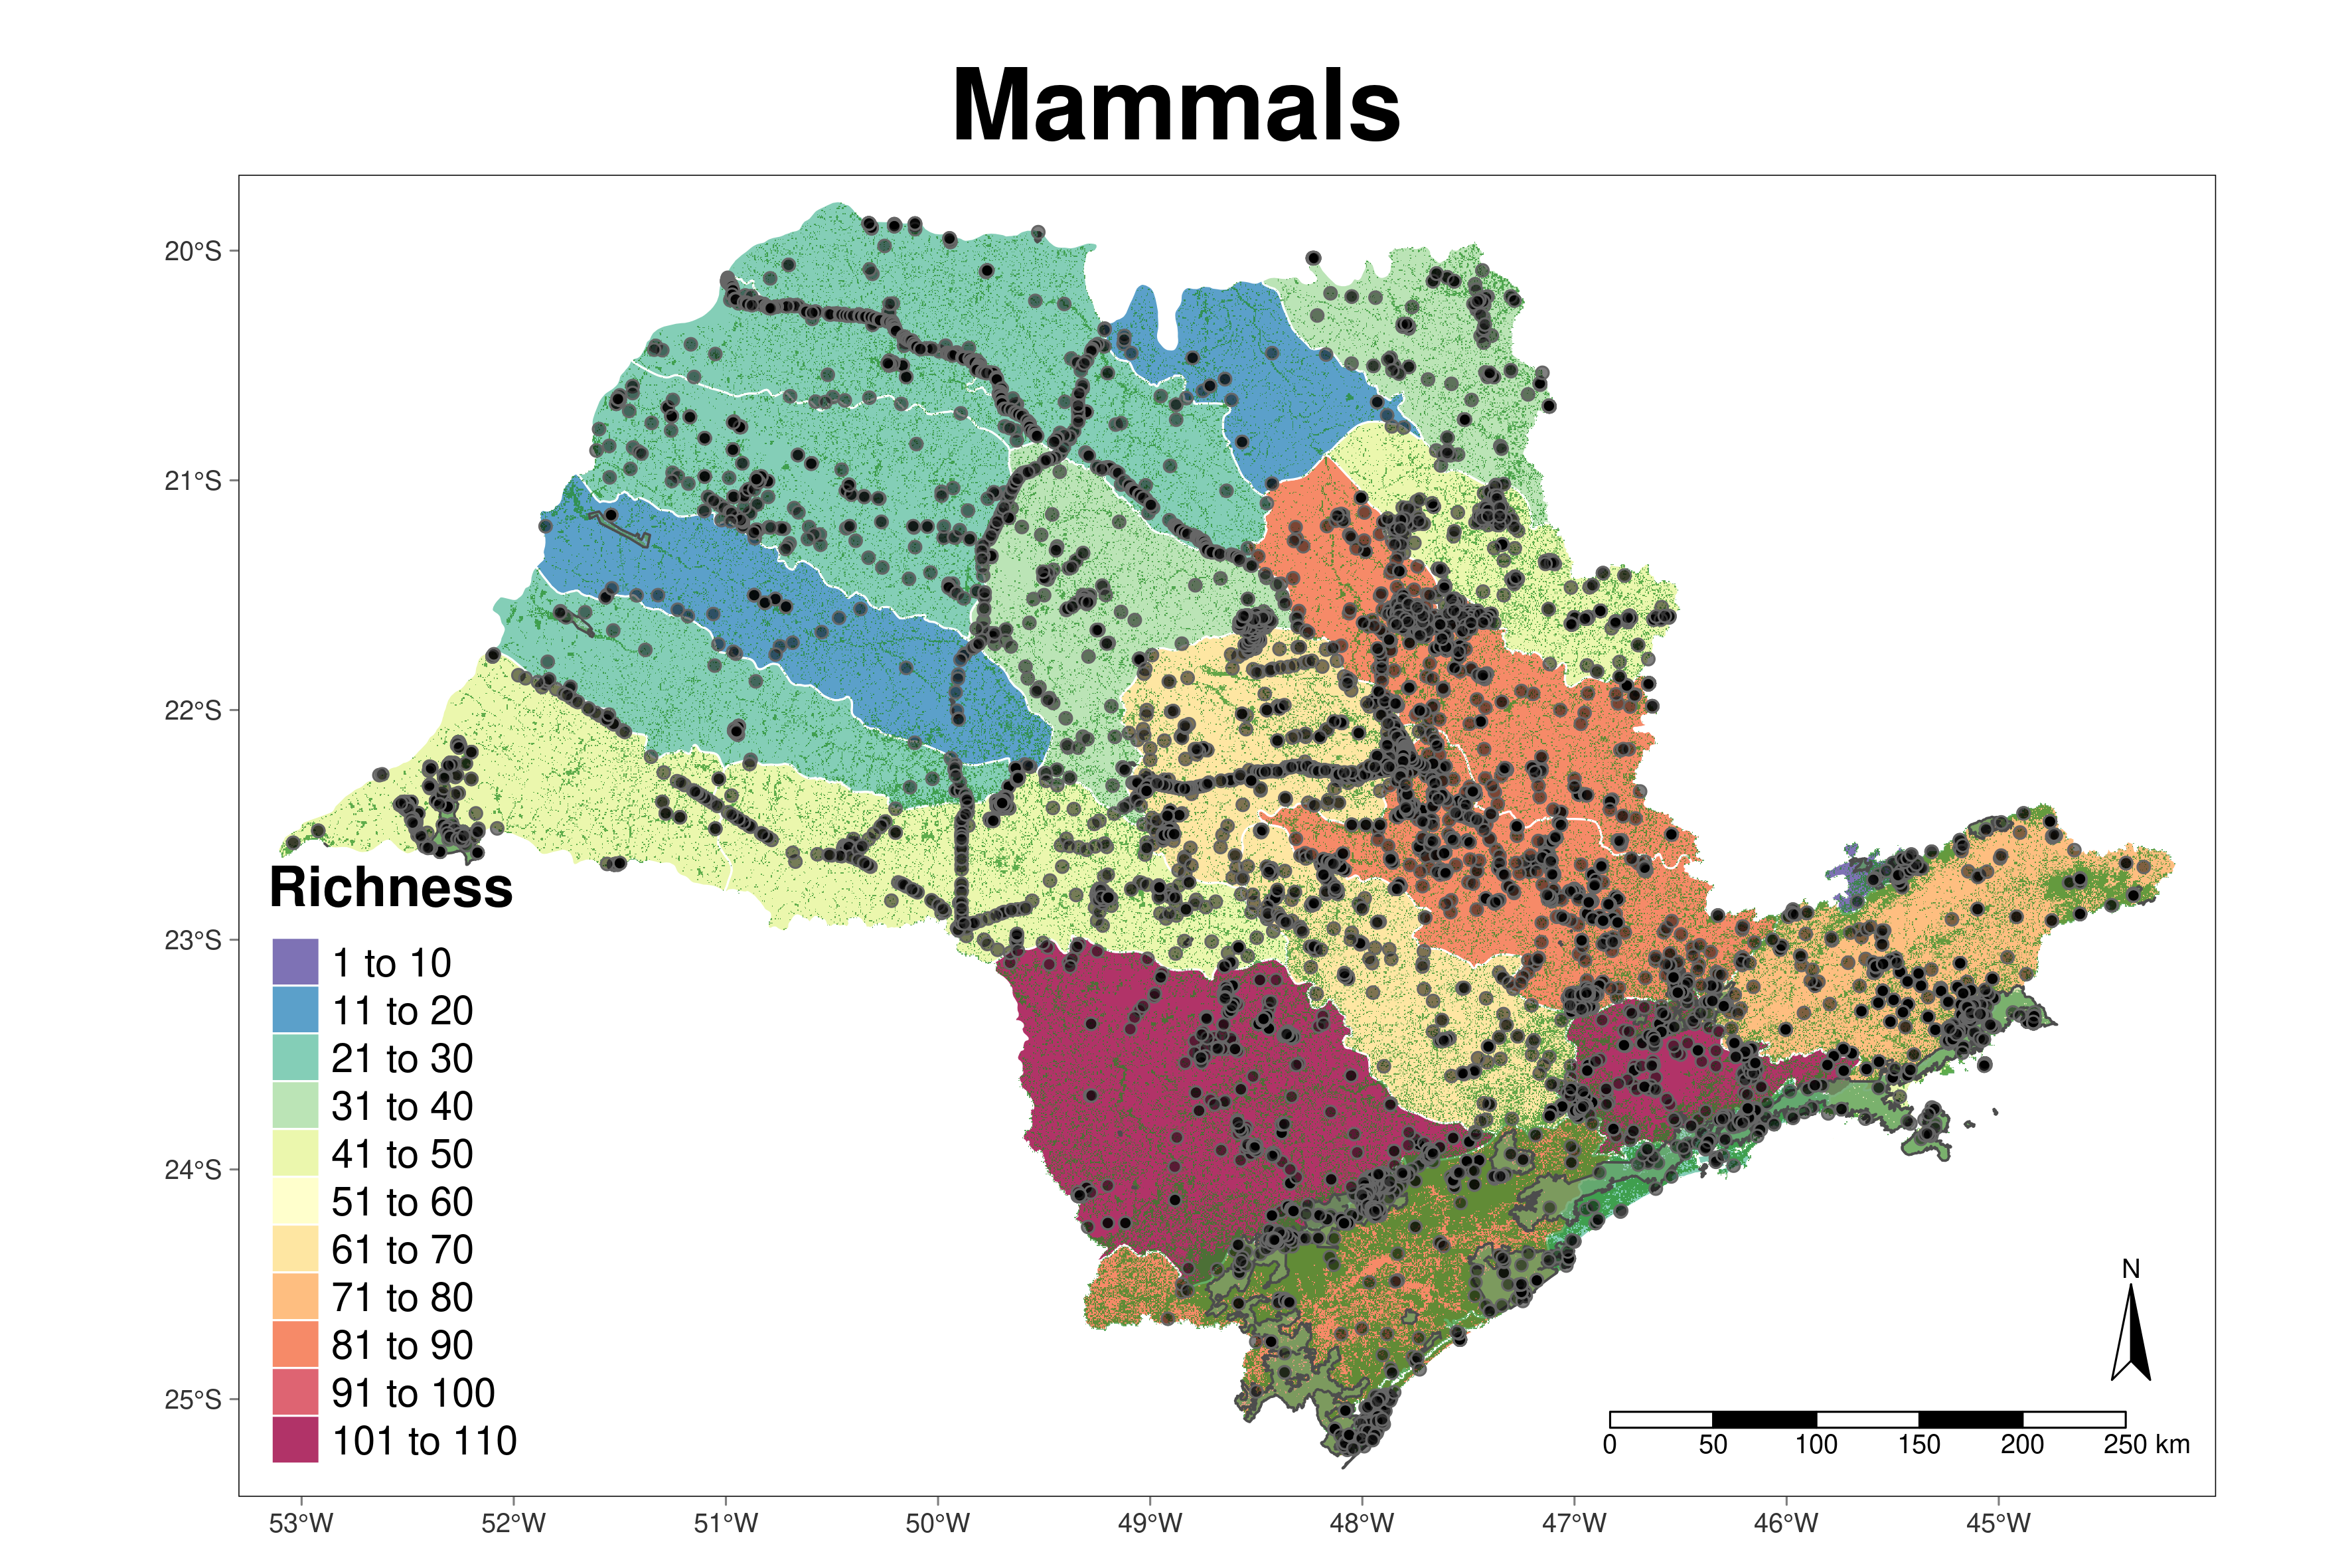 Mammals
20°S
21°S
22°S
23°S
24°S
25°S
Richness
1 to 10
11 to 20
21 to 30
31 to 40
41 to 50
51 to 60
61 to 70
71 to 80
81 to 90
91 to 100
101 to 110
N
0 50 100 150 200 250 km
53°W 52°W 51°W 50°W 49°W 48°W 47°W 46°W 45°W